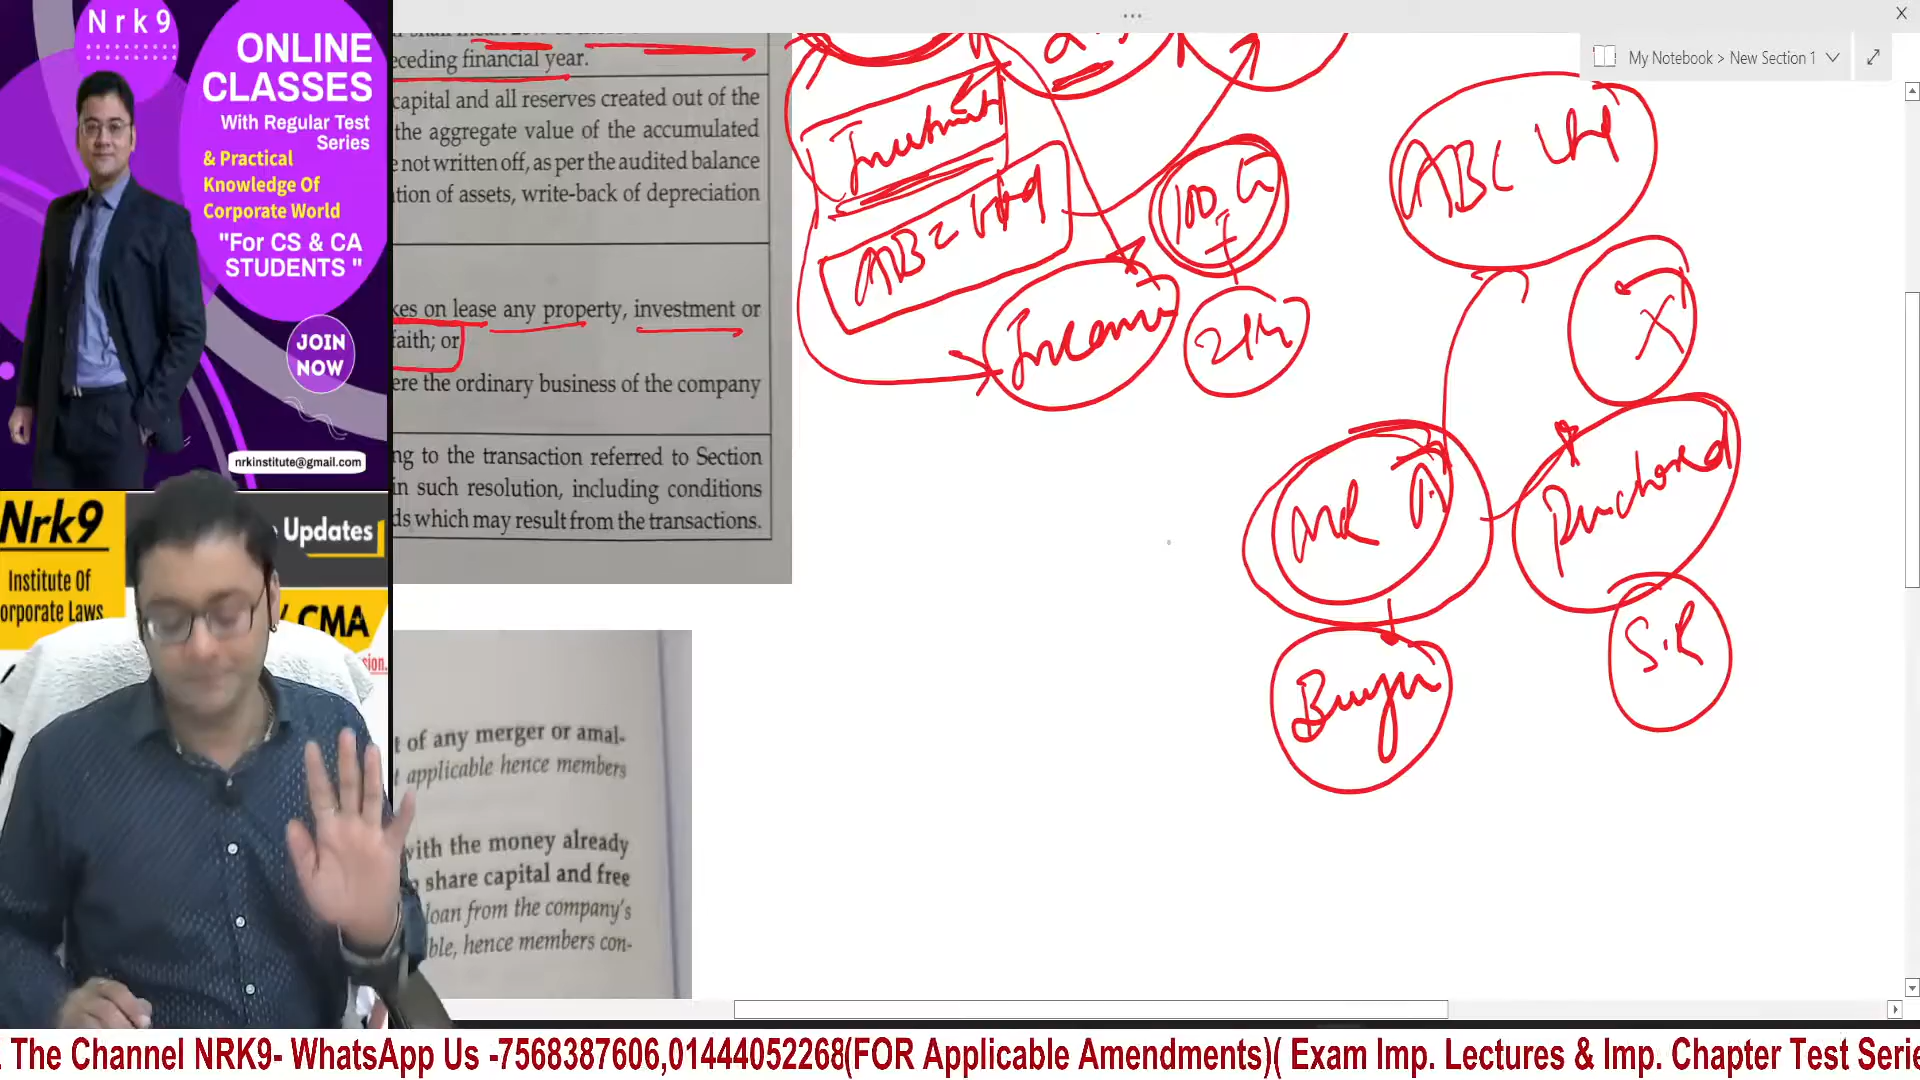 Nrk9
ONLINE
CLASSES
With Regular Test
Series
& Practical
Knowledge Of
Corporate World
"For CS & CA
STUDENTS "
JOIN
NOW
nrkinstitute@gmail.com
Nrk9
Institute Of
orporate Laws
Updates
CMA
eceding financial year.
capital and all reserves created out of the
the aggregate value of the accumulated
not written off, as per the audited balance
tion of assets, write-back of depreciation
kes on lease any property, investment or
faith; or
ere the ordinary business of the company
ng to the transaction referred to Section
in such resolution, including conditions
ds which may result from the transactions.
t of any merger or amal-
applicable hence members
with the money already
share capital and free
loan from the company's
ble, hence members con-
My Notebook > New Section 1
Investment
ABC Ltd
Income
ABC Ltd
X
MR A
Purchased
Buyer
S.R
. The Channel NRK9- WhatsApp Us -7568387606,01444052268(FOR Applicable Amendments)( Exam Imp. Lectures & Imp. Chapter Test Serie